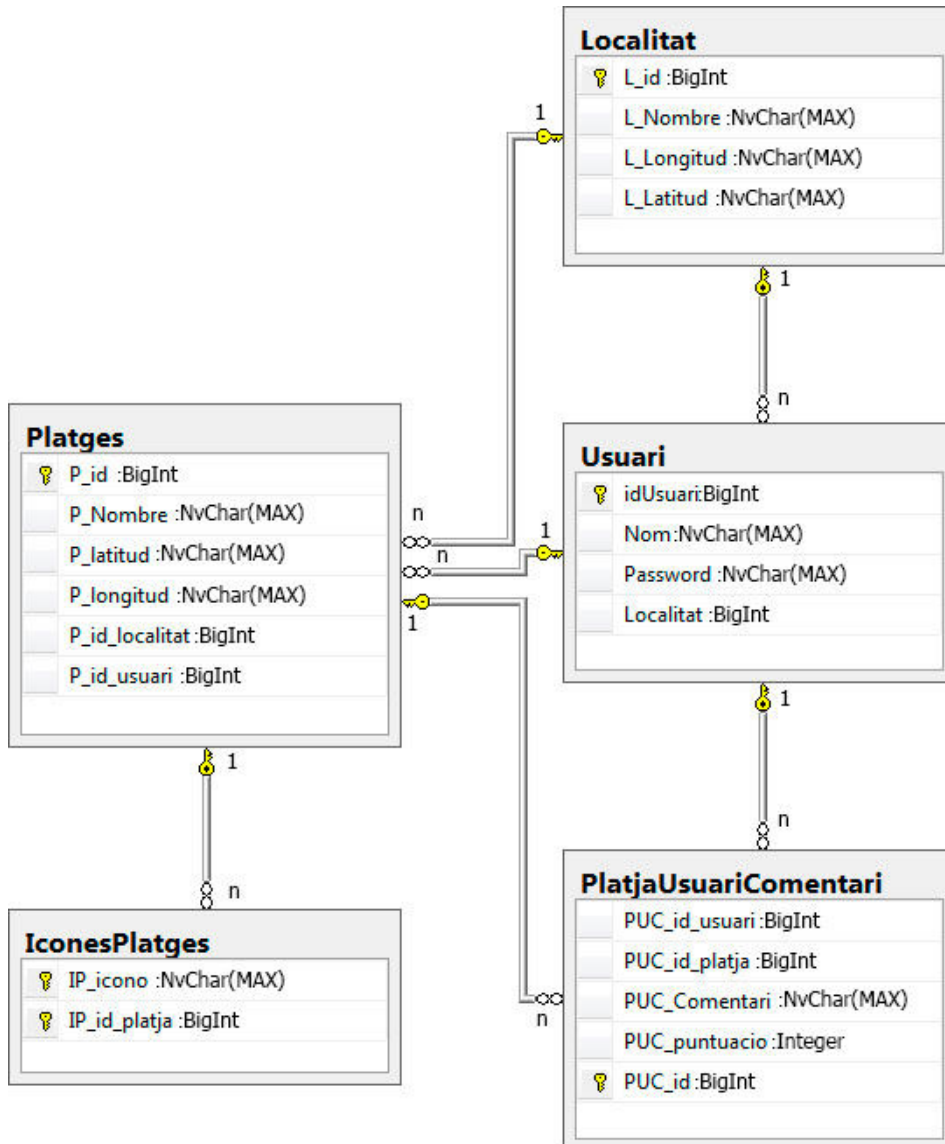 Localitat
L_id :BigInt
L_Nombre :NvChar(MAX)
L_Longitud :NvChar(MAX)
L_Latitud :NvChar(MAX)
1
1
n
Platges
P_id :BigInt
P_Nombre :NvChar(MAX)
P_latitud :NvChar(MAX)
P_longitud :NvChar(MAX)
P_id_localitat :BigInt
P_id_usuari :BigInt
n
n
1
1
Usuari
idUsuari:BigInt
Nom:NvChar(MAX)
Password :NvChar(MAX)
Localitat :BigInt
1
n
1
n
IconesPlatges
IP_icono :NvChar(MAX)
IP_id_platja :BigInt
PlatjaUsuariComentari
PUC_id_usuari :BigInt
PUC_id_platja :BigInt
PUC_Comentari :NvChar(MAX)
PUC_puntuacio :Integer
PUC_id :BigInt
n